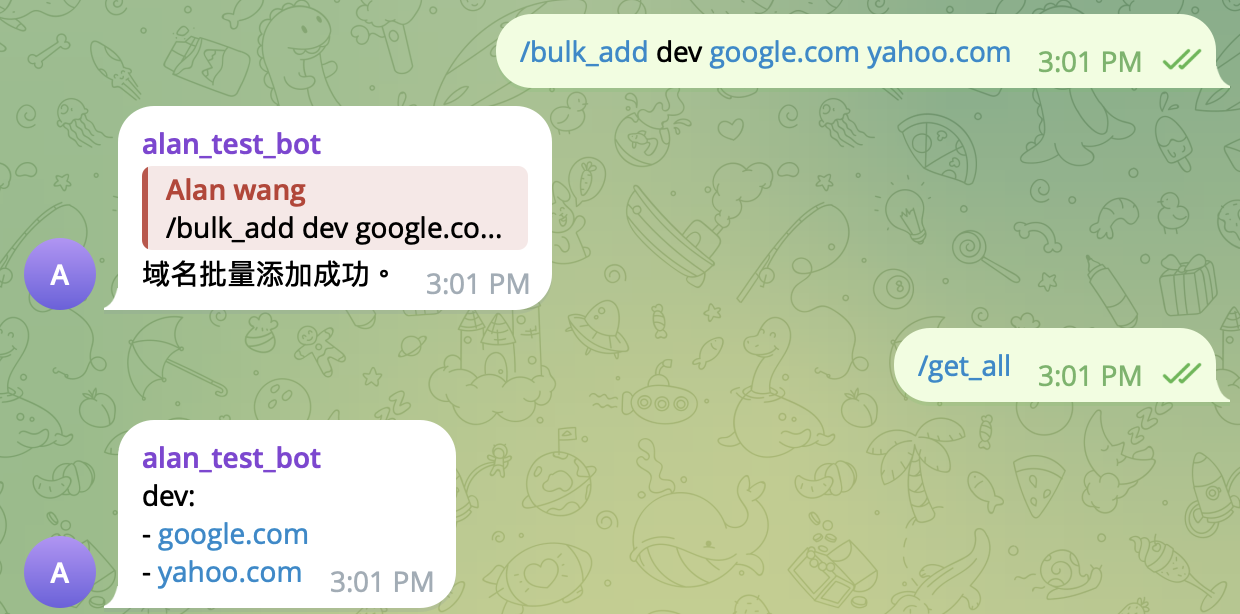 /bulk_add dev google.com yahoo.com 3:01 PM
alan_test_bot
Alan wang
/bulk_add dev google.co...
A
域名批量添加成功。 3:01 PM
/get_all 3:01 PM
alan_test_bot
dev:
- google.com
A
- yahoo.com 3:01 PM